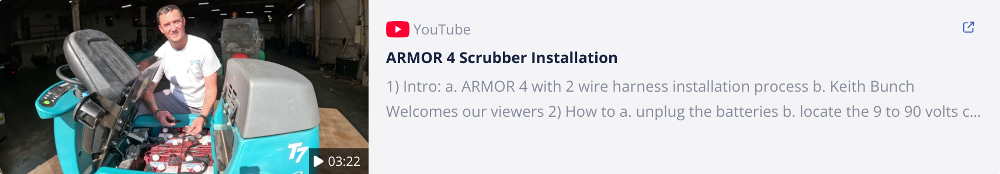 YouTube
ARMOR 4 Scrubber Installation
1) Intro: a. ARMOR 4 with 2 wire harness installation process b. Keith Bunch
Welcomes our viewers 2) How to a. unplug the batteries b. locate the 9 to 90 volts c...
T7
03:22